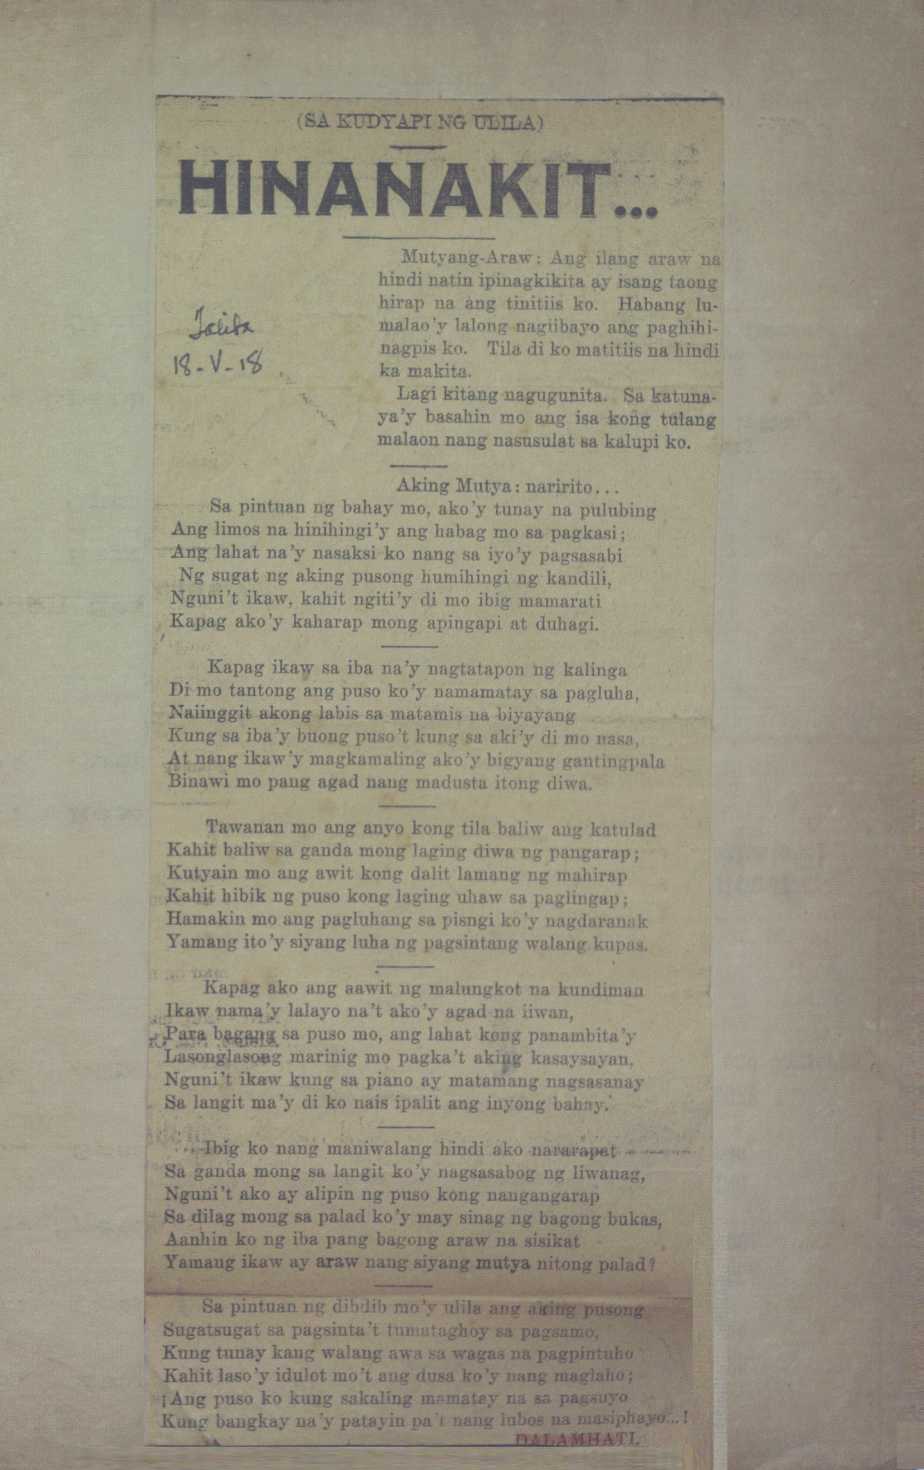 (SA KUDYAPI NG ULILA)
HINANAKIT...
Mutyang-Araw: Ang ilang araw na
hindi natin ipinagkikita ay isang taong
hirap na ang tinitiis ko. Habang lu-
malao'y lalong nagtibayo ang paghihi-
nagpis ko. Tila di ko matitiis na hindi
ka makita.
Taliba
18-V-18
Lagi kitang nagugunita. Sa katuna-
ya'y basahin mo ang isa kong tulang
malaon nang nasusulat sa kalupi ko.
Aking Mutya: naririto...
Sa pintuan ng bahay mo, ako'y tunay na pulubing
Ang limos na hinihingi'y ang habag mo sa pagkasi;
Ang lahat na'y nasaksi ko nang sa iyo'y pagsasabi
Ng sugat ng aking pusong humihingi ng kandili,
Nguni't ikaw, kahit ngiti'y di mo ibig mamarati
Kapag ako'y kaharap mong apingapi at duhagi.
Kapag ikaw sa iba na'y nagtatapon ng kalinga
Di mo tantong ang puso ko'y namamatay sa pagluha,
Naiinggit akong labis sa matamis na biyayang
Kung sa iba'y buong puso't kung sa aki'y di mo nasa,
At nang ikaw'y magkamaling ako'y bigyang gantingpala
Binawi mo pang agad nang madusta itong diwa.
Tawanan mo ang anyo kong tila baliw ang katulad
Kahit baliw sa ganda mong laging diwa ng pangarap;
Kutyain mo ang awit kong dalit lamang ng mahirap
Kahit hibik ng puso kong laging uhaw sa paglingap;
Hamakin mo ang pagluhang sa pisngi ko'y nagdaranak
Yamang ito'y siyang luha ng pagsintang walang kupas.
Kapag ako ang aawit ng malungkot na kundiman
Ikaw nama'y lalayo na't ako'y agad na iiwan,
Para bagang sa puso mo, ang lahat kong panambita'y
Lasonglasong marinig mo pagka't aking kasaysayan,
Nguni't ikaw kung sa piano ay matamang nagsasanay
Sa langit ma'y di ko nais ipalit ang inyong bahay.
Ibig ko nang maniwalang hindi ako nararapat
Sa ganda mong sa langit ko'y nagsasabog ng liwanag,
Nguni't ako ay alipin ng puso kong nangangarap
Sa dilag mong sa palad ko'y may sinag ng bagong bukas,
Aanhin ko ng iba pang bagong araw na sisikat
Yamang ikaw ay araw nang siyang mutya nitong palad?
Sa pintuan ng dibdib mo'y ulila ang aking pusong
Sugatsugat sa pagsinta't tumataghoy sa pagsamo,
Kung tunay kang walang awa sa wagas na pagpintuho
Kahit laso'y idulot mo't ang dusa ko'y nang maglaho;
¡Ang puso ko kung sakaling mamatay na sa pagsuyo
Kung bangkay na'y patayin pa't nang lubos na masiphayo...!
DALAMHATI.